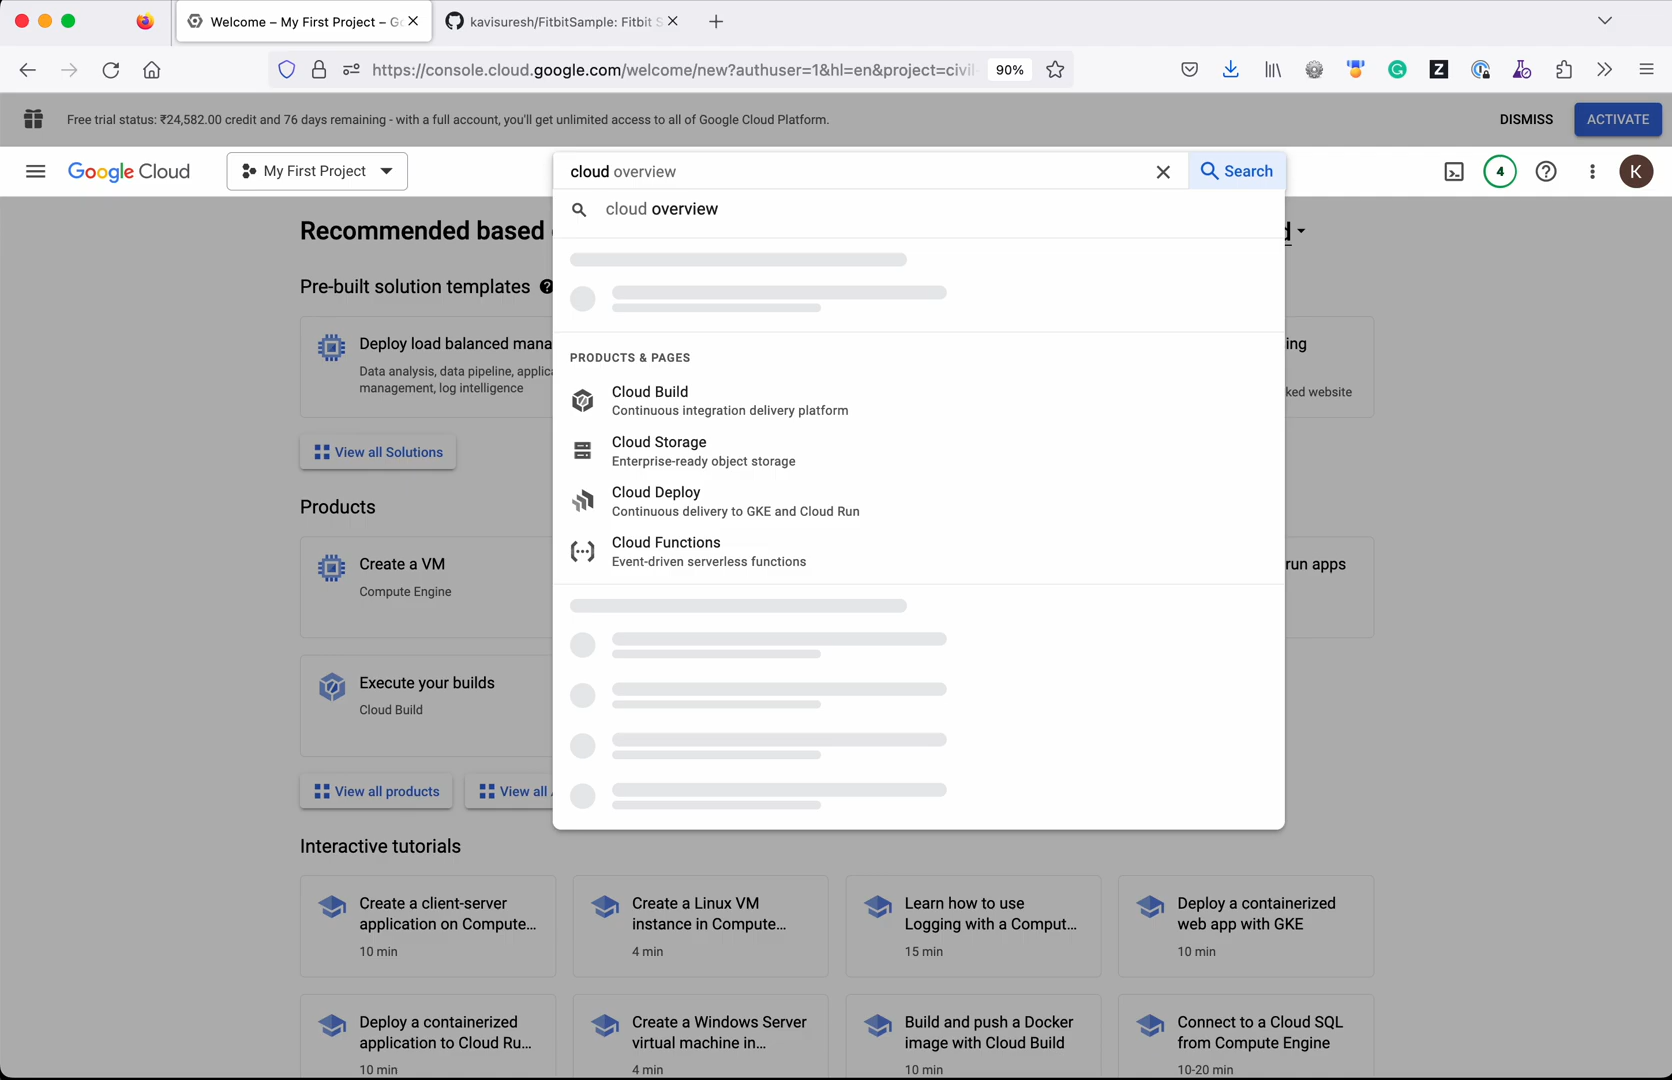 Welcome – My First Project – Go
kavisuresh/FitbitSample: Fitbit S
https://console.cloud.google.com/welcome/new?authuser=1&hl=en&project=civil-
90%
Free trial status: ₹24,582.00 credit and 76 days remaining - with a full account, you'll get unlimited access to all of Google Cloud Platform.
DISMISS
ACTIVATE
Google Cloud
My First Project
cloud overview
Search
4
K
cloud overview
Recommended based
Pre-built solution templates
Deploy load balanced mana
Data analysis, data pipeline, applica
management, log intelligence
ing
ked website
PRODUCTS & PAGES
Cloud Build
Continuous integration delivery platform
Cloud Storage
Enterprise-ready object storage
Cloud Deploy
Continuous delivery to GKE and Cloud Run
Cloud Functions
Event-driven serverless functions
View all Solutions
Products
Create a VM
Compute Engine
run apps
Execute your builds
Cloud Build
View all products
View all
Interactive tutorials
Create a client-server
application on Compute...
10 min
Create a Linux VM
instance in Compute...
4 min
Learn how to use
Logging with a Comput...
15 min
Deploy a containerized
web app with GKE
10 min
Deploy a containerized
application to Cloud Ru...
10 min
Create a Windows Server
virtual machine in...
4 min
Build and push a Docker
image with Cloud Build
10 min
Connect to a Cloud SQL
from Compute Engine
10-20 min